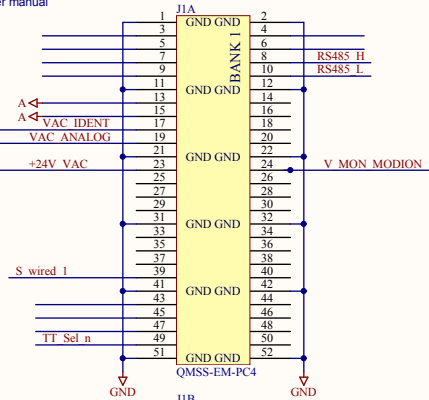 er manual
J1A
1 GND GND 2
3 4
5 6
7 8 RS485_H
9 10 RS485_L
BANK 1
11 GND GND 12
A 13 14
A 15 16
VAC_IDENT 17 18
VAC_ANALOG 19 20
21 GND GND 22
+24V_VAC 23 24 V_MON_MODION
25 26
27 28
29 30
31 GND GND 32
33 34
35 36
37 38
S_wired_1 39 40
41 GND GND 42
43 44
45 46
47 48
TT_Sel_n 49 50
51 GND GND 52
QMSS-EM-PC4
GND GND
J1B